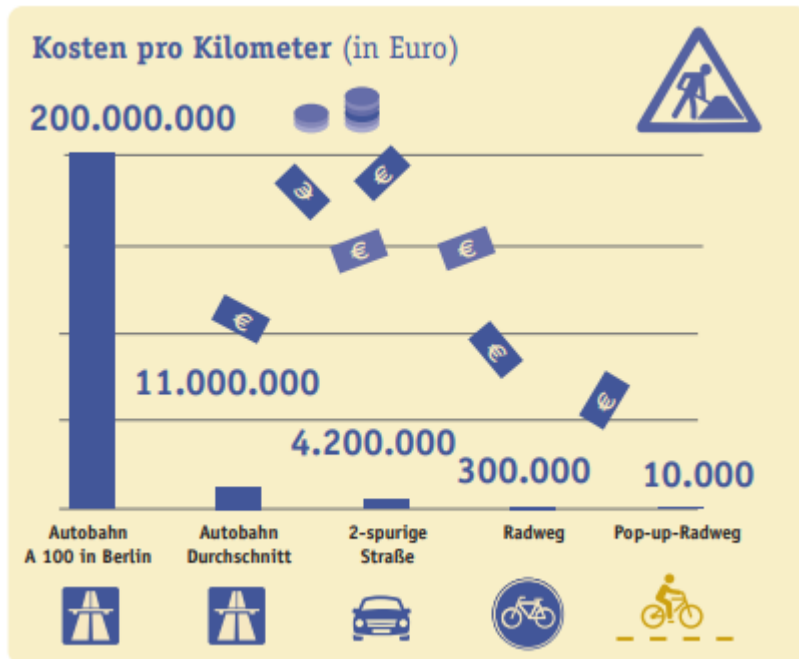 Kosten pro Kilometer (in Euro)
200.000.000
€
€
€
€
€
€
€
11.000.000
4.200.000
300.000
10.000
Autobahn
A 100 in Berlin
Autobahn
Durchschnitt
2-spurige
Straße
Radweg
Pop-up-Radweg